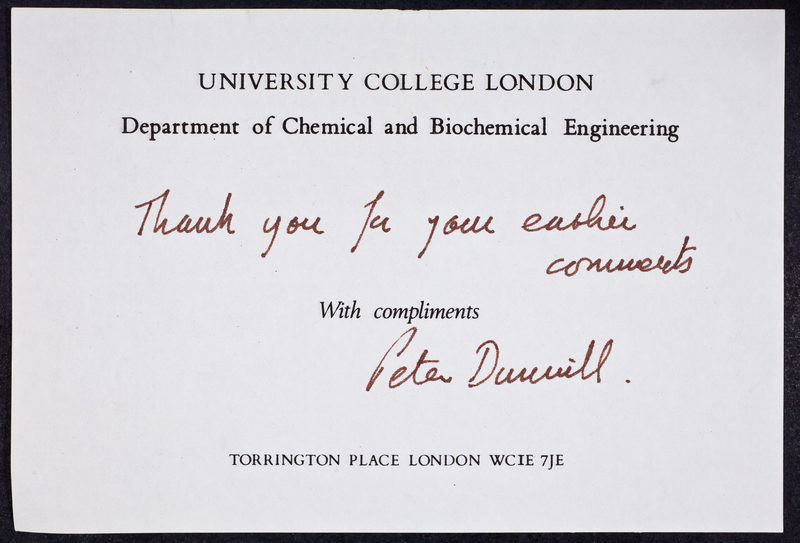 UNIVERSITY COLLEGE LONDON
Department of Chemical and Biochemical Engineering
Thank you for your earlier
comments
With compliments
Peter Dunnill.
TORRINGTON PLACE LONDON WC1E 7JE